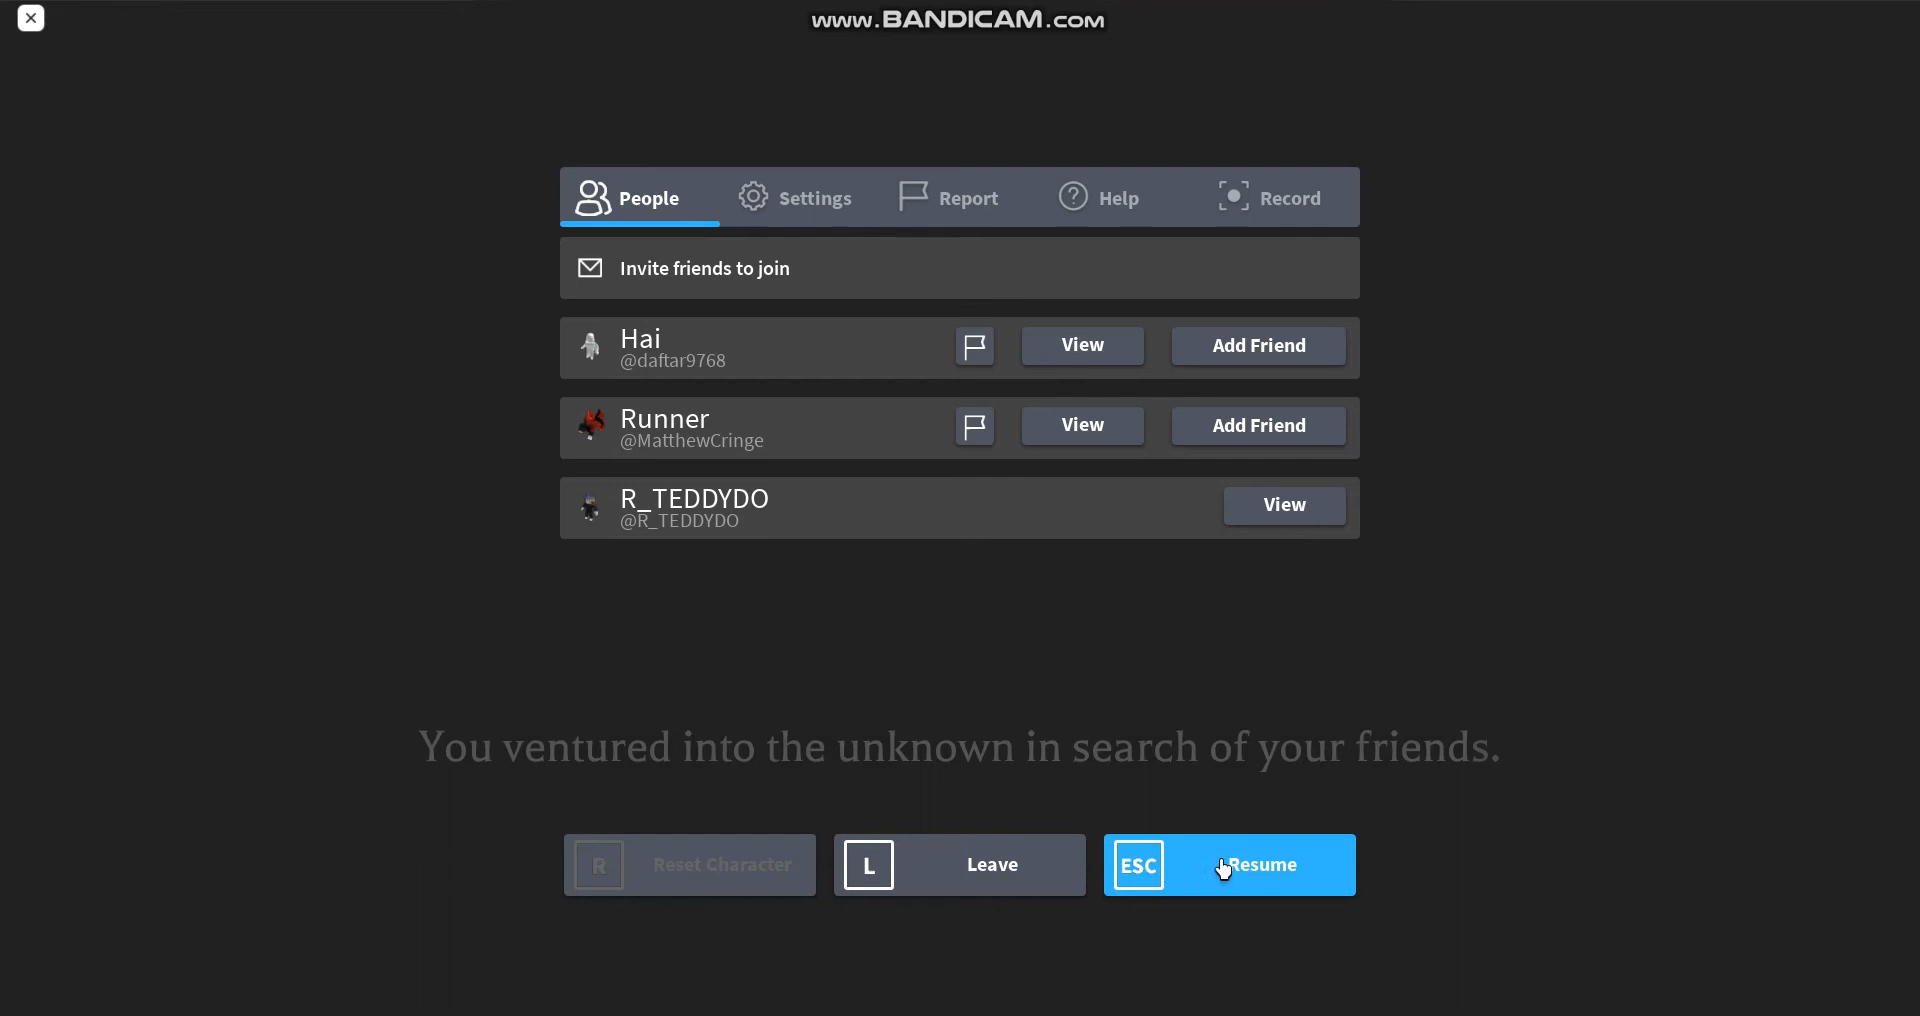 www.BANDICAM.com
People
Settings
Report
Help
Record
Invite friends to join
Hai
@daftar9768
View
Add Friend
Runner
@MatthewCringe
View
Add Friend
R_TEDDYDO
@R_TEDDYDO
View
You ventured into the unknown in search of your friends.
R Reset Character
L Leave
ESC Resume